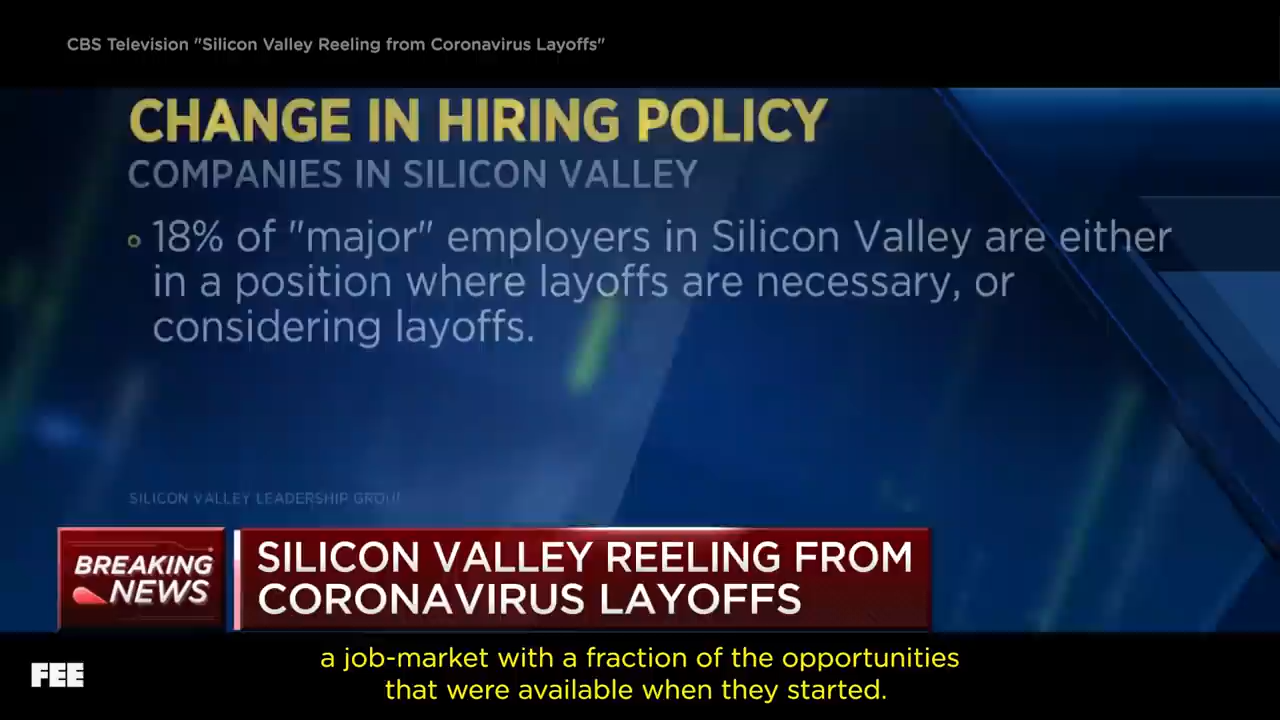 CBS Television "Silicon Valley Reeling from Coronavirus Layoffs"
CHANGE IN HIRING POLICY
COMPANIES IN SILICON VALLEY
18% of "major" employers in Silicon Valley are either
in a position where layoffs are necessary, or
considering layoffs.
SILICON VALLEY LEADERSHIP GROUP
BREAKING
NEWS
SILICON VALLEY REELING FROM
CORONAVIRUS LAYOFFS
a job-market with a fraction of the opportunities
that were available when they started.
FEE